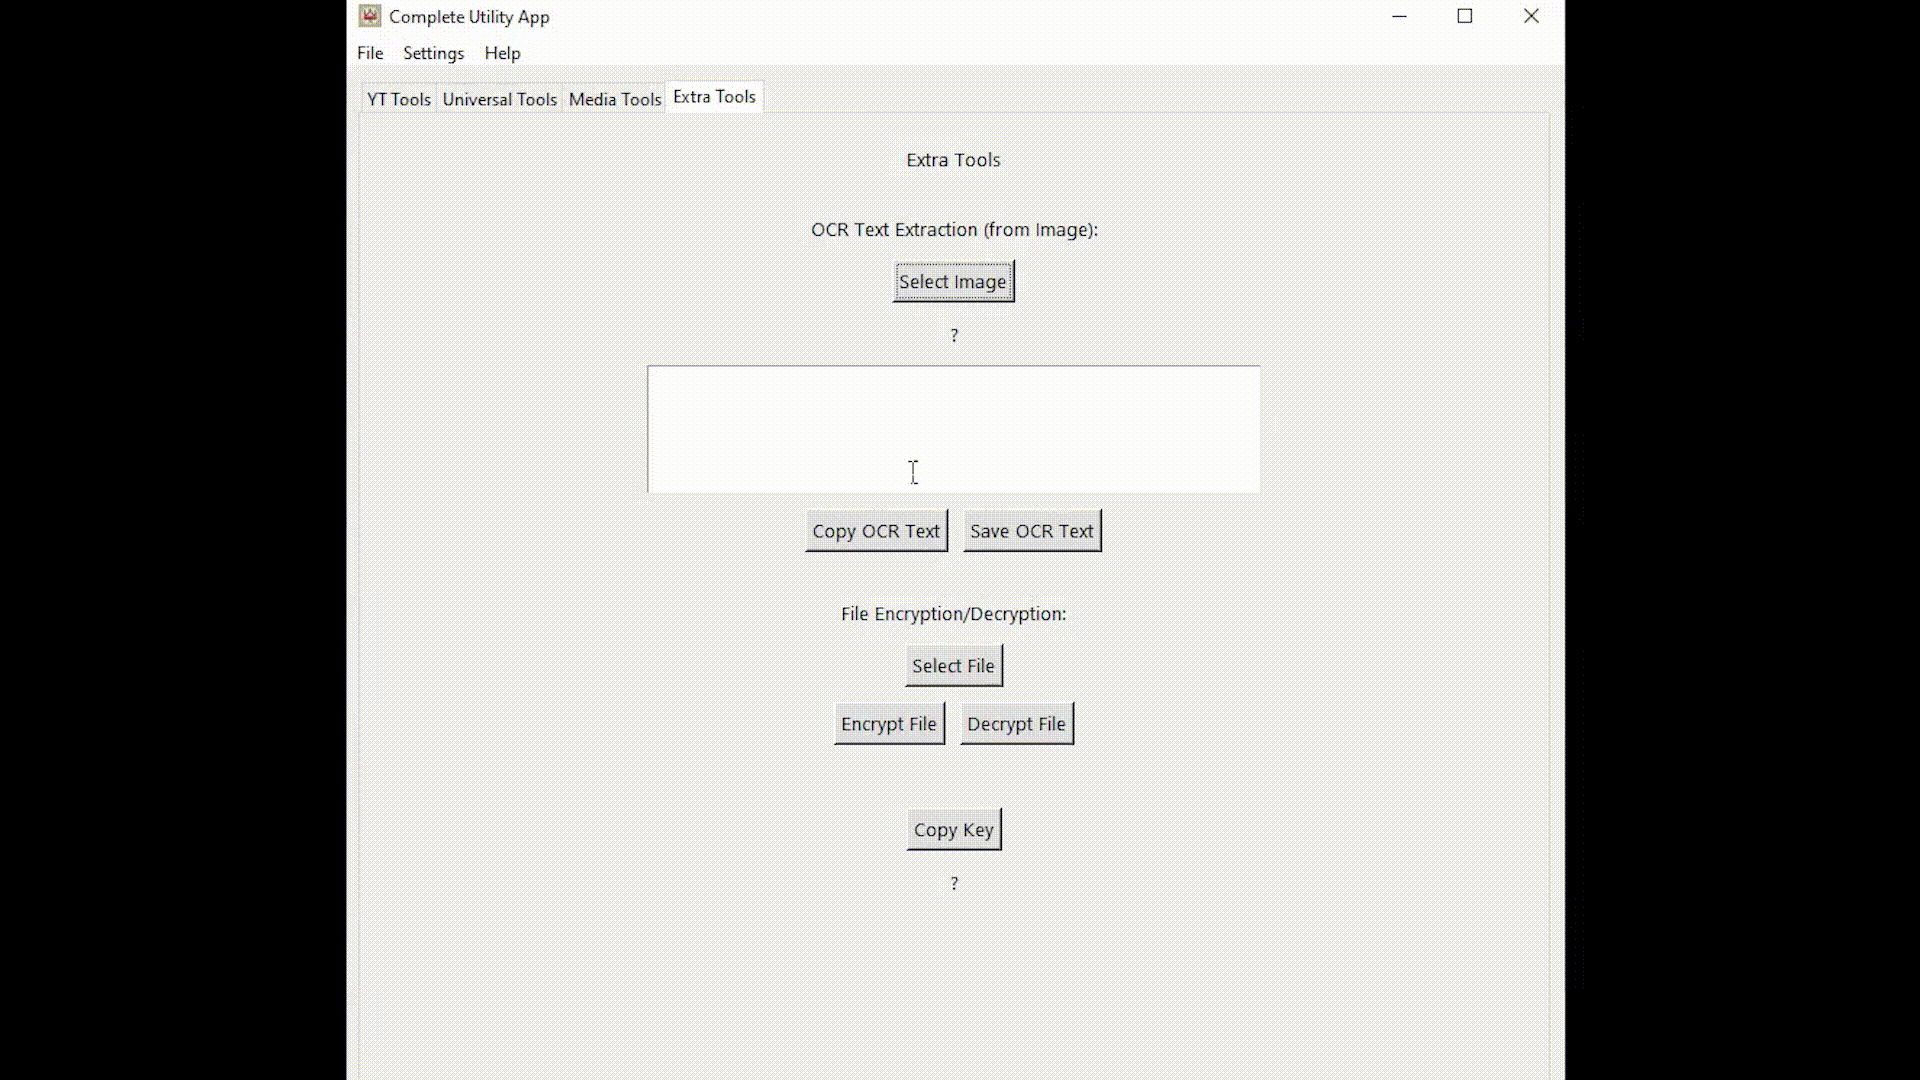 Complete Utility App
File Settings Help
YT Tools Universal Tools Media Tools Extra Tools
Extra Tools
OCR Text Extraction (from Image):
Select Image
?
Copy OCR Text Save OCR Text
File Encryption/Decryption:
Select File
Encrypt File Decrypt File
Copy Key
?